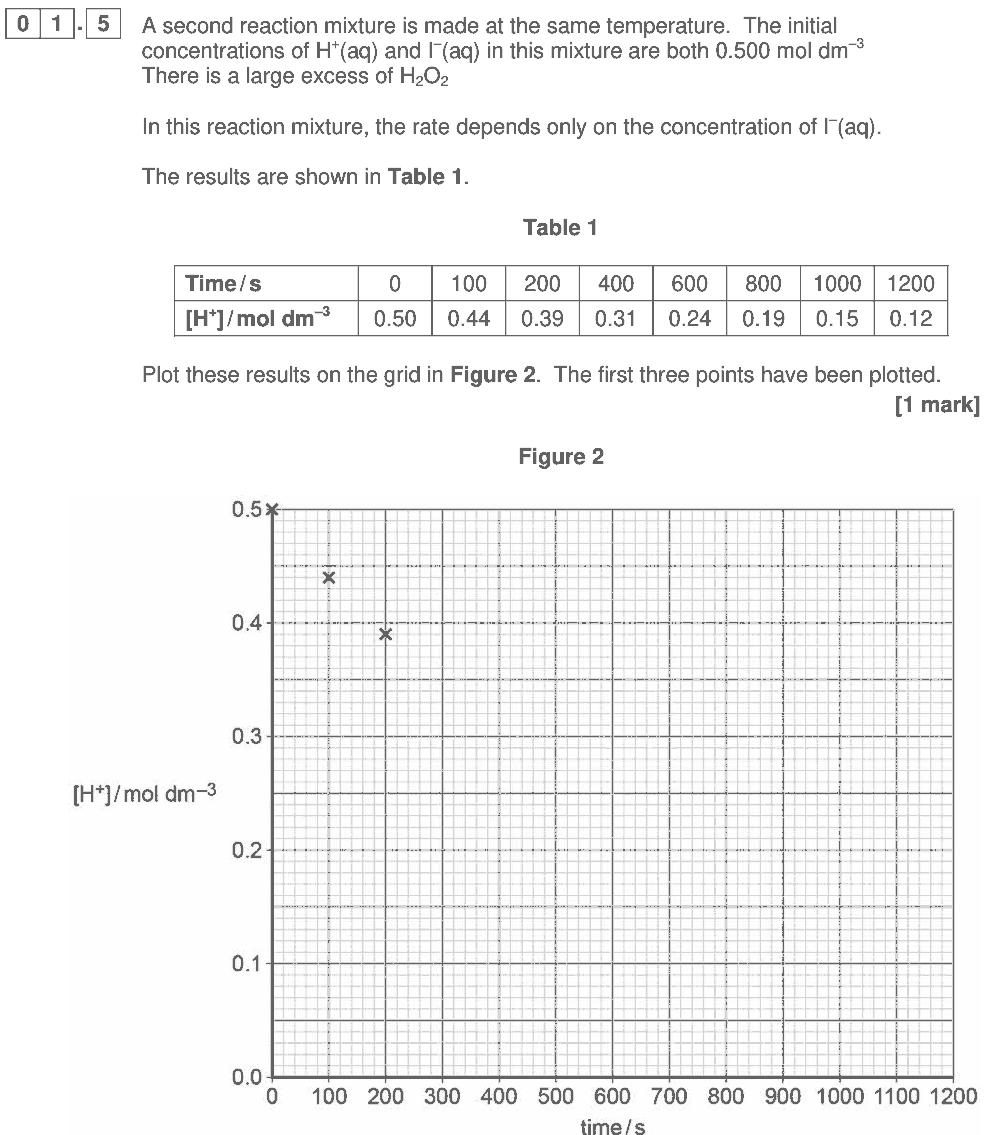 0 1 . 5 A second reaction mixture is made at the same temperature. The initial
concentrations of H⁺(aq) and I⁻(aq) in this mixture are both 0.500 mol dm⁻³
There is a large excess of H₂O₂
In this reaction mixture, the rate depends only on the concentration of I⁻(aq).
The results are shown in Table 1.
Table 1
Time / s 0 100 200 400 600 800 1000 1200
[H⁺] / mol dm⁻³ 0.50 0.44 0.39 0.31 0.24 0.19 0.15 0.12
Plot these results on the grid in Figure 2. The first three points have been plotted.
[1 mark]
Figure 2
0.5
0.4
0.3
[H⁺] / mol dm⁻³
0.2
0.1
0.0
0 100 200 300 400 500 600 700 800 900 1000 1100 1200
time / s